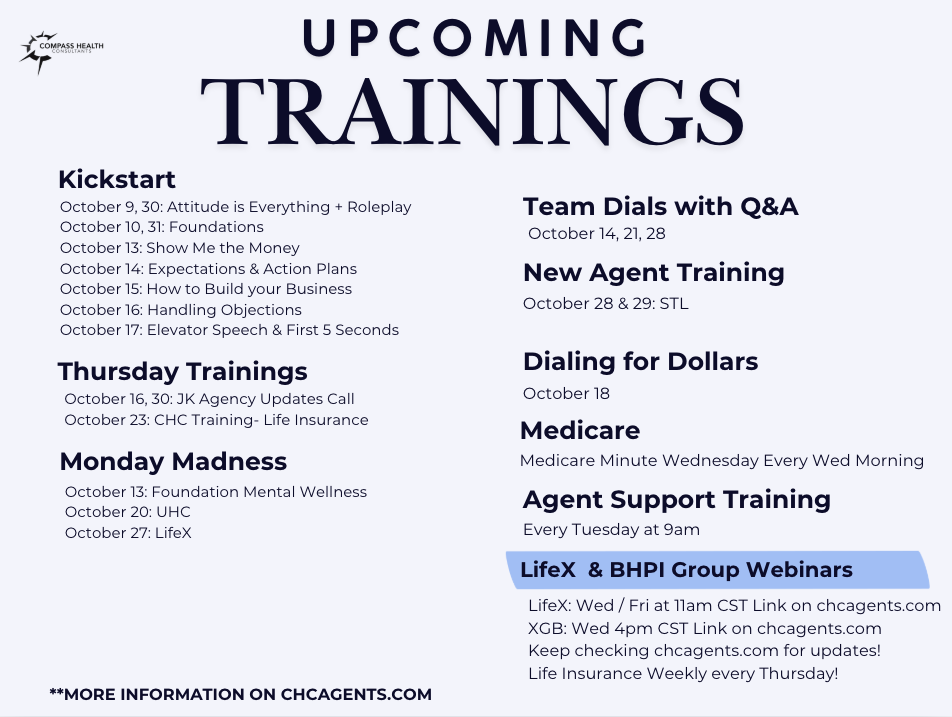 COMPASS HEALTH
CONSULTANTS
UPCOMING
TRAININGS
Kickstart
October 9, 30: Attitude is Everything + Roleplay
October 10, 31: Foundations
October 13: Show Me the Money
October 14: Expectations & Action Plans
October 15: How to Build your Business
October 16: Handling Objections
October 17: Elevator Speech & First 5 Seconds
Thursday Trainings
October 16, 30: JK Agency Updates Call
October 23: CHC Training- Life Insurance
Monday Madness
October 13: Foundation Mental Wellness
October 20: UHC
October 27: LifeX
Team Dials with Q&A
October 14, 21, 28
New Agent Training
October 28 & 29: STL
Dialing for Dollars
October 18
Medicare
Medicare Minute Wednesday Every Wed Morning
Agent Support Training
Every Tuesday at 9am
LifeX & BHPI Group Webinars
LifeX: Wed / Fri at 11am CST Link on chcagents.com
XGB: Wed 4pm CST Link on chcagents.com
Keep checking chcagents.com for updates!
Life Insurance Weekly every Thursday!
**MORE INFORMATION ON CHCAGENTS.COM